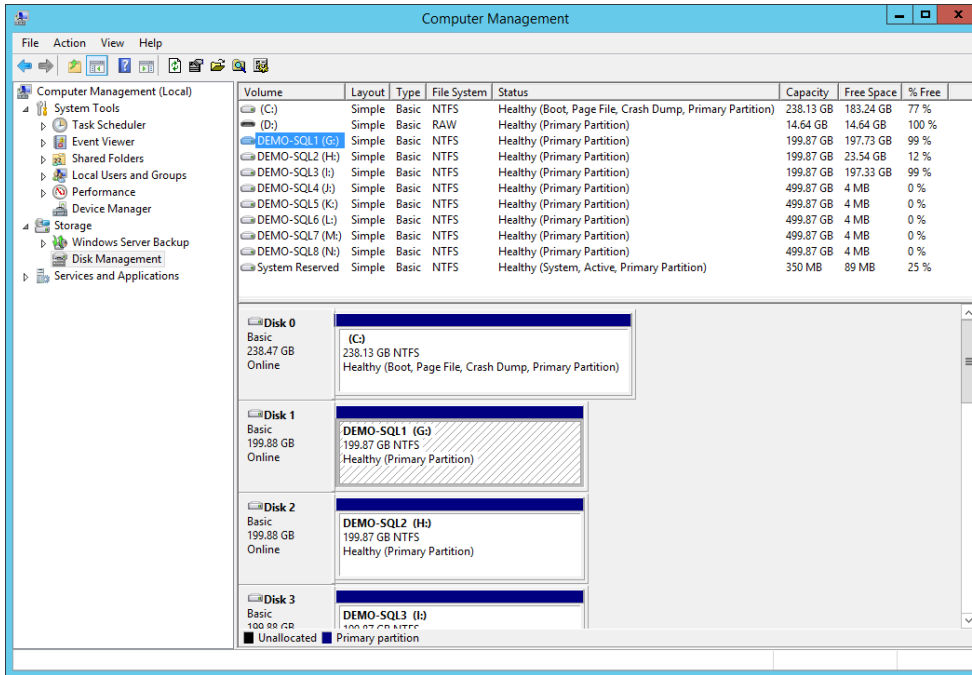 Computer Management
File Action View Help
Computer Management (Local)
System Tools
Task Scheduler
Event Viewer
Shared Folders
Local Users and Groups
Performance
Device Manager
Storage
Windows Server Backup
Disk Management
Services and Applications
Volume Layout Type File System Status Capacity Free Space % Free
(C:) Simple Basic NTFS Healthy (Boot, Page File, Crash Dump, Primary Partition) 238.13 GB 183.24 GB 77 %
(D:) Simple Basic RAW Healthy (Primary Partition) 14.64 GB 14.64 GB 100 %
DEMO-SQL1 (G:) Simple Basic NTFS Healthy (Primary Partition) 199.87 GB 197.73 GB 99 %
DEMO-SQL2 (H:) Simple Basic NTFS Healthy (Primary Partition) 199.87 GB 23.54 GB 12 %
DEMO-SQL3 (I:) Simple Basic NTFS Healthy (Primary Partition) 199.87 GB 197.33 GB 99 %
DEMO-SQL4 (J:) Simple Basic NTFS Healthy (Primary Partition) 499.87 GB 4 MB 0 %
DEMO-SQL5 (K:) Simple Basic NTFS Healthy (Primary Partition) 499.87 GB 4 MB 0 %
DEMO-SQL6 (L:) Simple Basic NTFS Healthy (Primary Partition) 499.87 GB 4 MB 0 %
DEMO-SQL7 (M:) Simple Basic NTFS Healthy (Primary Partition) 499.87 GB 4 MB 0 %
DEMO-SQL8 (N:) Simple Basic NTFS Healthy (Primary Partition) 499.87 GB 4 MB 0 %
System Reserved Simple Basic NTFS Healthy (System, Active, Primary Partition) 350 MB 89 MB 25 %
Disk 0
Basic
238.47 GB
Online
(C:)
238.13 GB NTFS
Healthy (Boot, Page File, Crash Dump, Primary Partition)
Disk 1
Basic
199.88 GB
Online
DEMO-SQL1 (G:)
199.87 GB NTFS
Healthy (Primary Partition)
Disk 2
Basic
199.88 GB
Online
DEMO-SQL2 (H:)
199.87 GB NTFS
Healthy (Primary Partition)
Disk 3
Basic
199.88 GB
DEMO-SQL3 (I:)
199.87 GB NTFS
Unallocated Primary partition